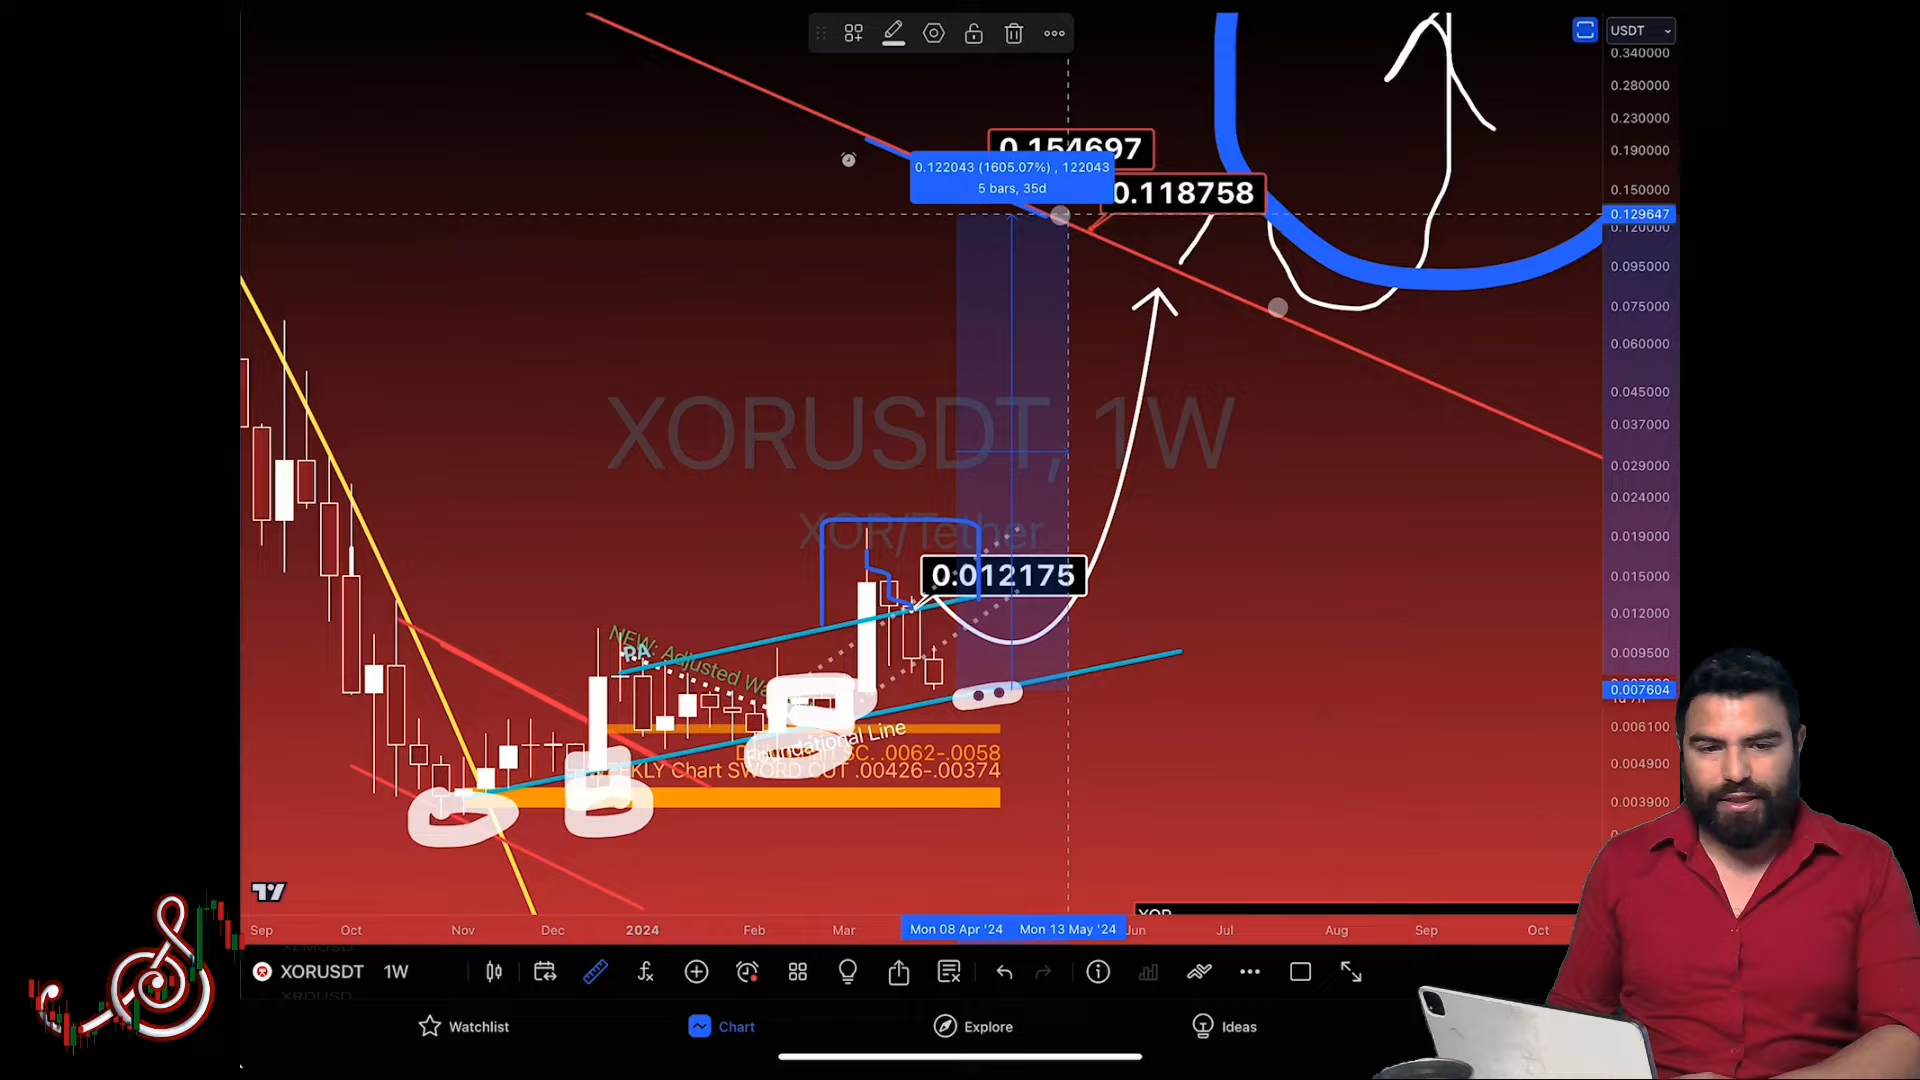 USDT
0.340000
0.280000
0.230000
0.190000
0.150000
0.129647
0.120000
0.095000
0.075000
0.060000
0.045000
0.037000
0.029000
0.024000
0.019000
0.015000
0.012000
0.009500
0.007604
0.006100
0.004900
0.003900
0.154697
0.122043 (1605.07%) , 122043
5 bars, 35d
0.118758
XORUSDT, 1W
XOR/Tether
0.012175
NEW: Adjusted
PA
Foundational Line
SC. .0062-.0058
Chart SWORD CUT .00426-.00374
XOR
Sep
Oct
Nov
Dec
2024
Feb
Mar
Mon 08 Apr '24
Mon 13 May '24
Jun
Jul
Aug
Sep
Oct
XORUSDT 1W
Watchlist
Chart
Explore
Ideas